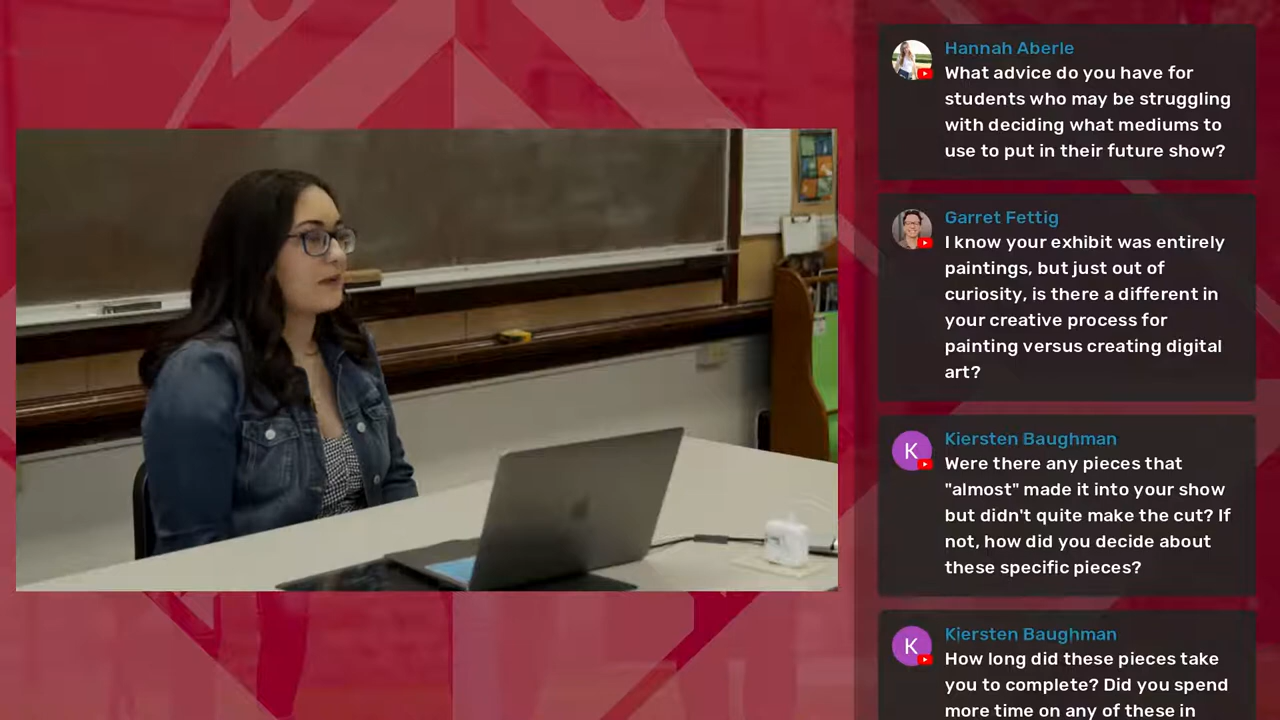 Hannah Aberle
What advice do you have for
students who may be struggling
with deciding what mediums to
use to put in their future show?
Garret Fettig
I know your exhibit was entirely
paintings, but just out of
curiosity, is there a different in
your creative process for
painting versus creating digital
art?
K
Kiersten Baughman
Were there any pieces that
"almost" made it into your show
but didn't quite make the cut? If
not, how did you decide about
these specific pieces?
K
Kiersten Baughman
How long did these pieces take
you to complete? Did you spend
more time on any of these in